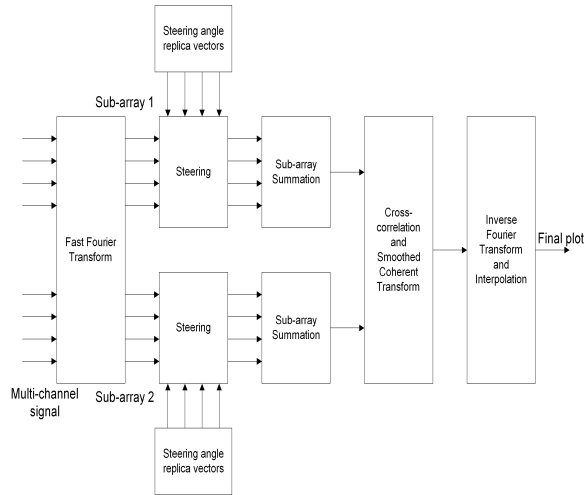 Steering angle
replica vectors
Sub-array 1
Fast Fourier
Transform
Steering
Sub-array
Summation
Cross-
correlation
and
Smoothed
Coherent
Transform
Inverse
Fourier
Transform
and
Interpolation
Final plot
Steering
Sub-array
Summation
Multi-channel
signal
Sub-array 2
Steering angle
replica vectors